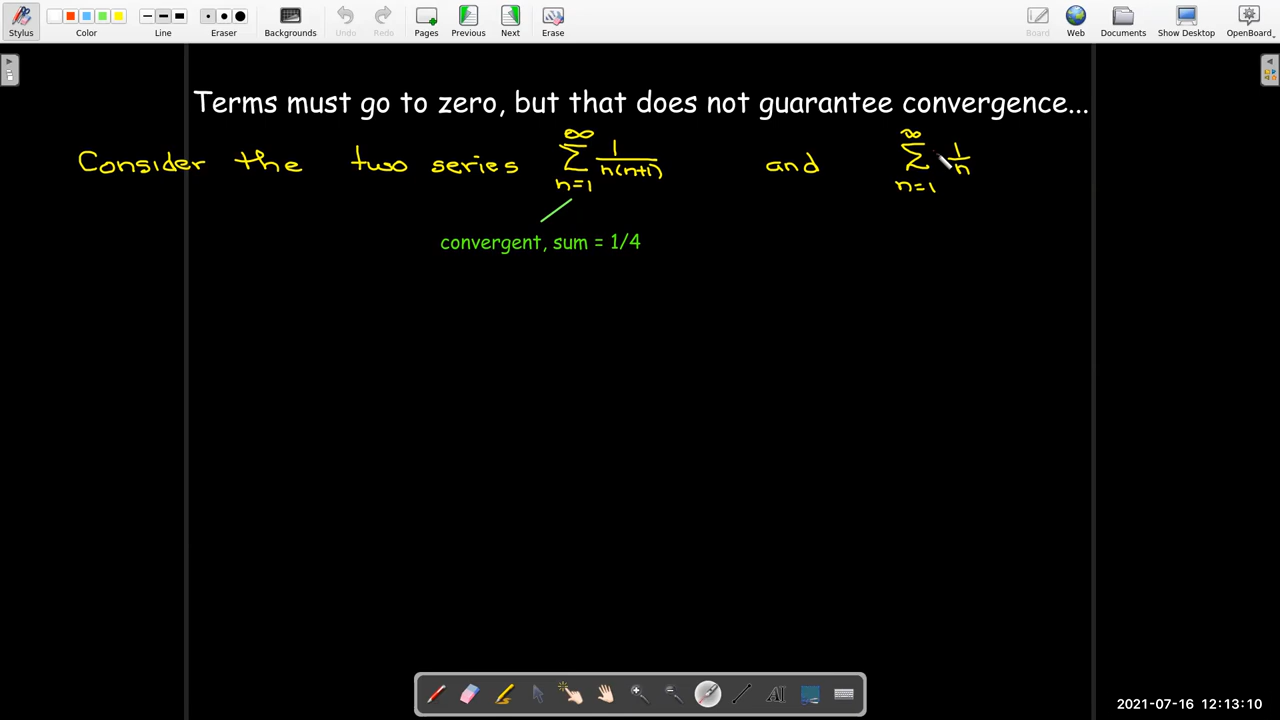 Stylus Color Line Eraser Backgrounds Undo Redo Pages Previous Next Erase Board Web Documents Show Desktop OpenBoard
Terms must go to zero, but that does not guarantee convergence...
Consider the two series ∞∑n=1 1/n(n+1) and ∞∑n=1 1/n
convergent, sum = 1/4
2021-07-16 12:13:10